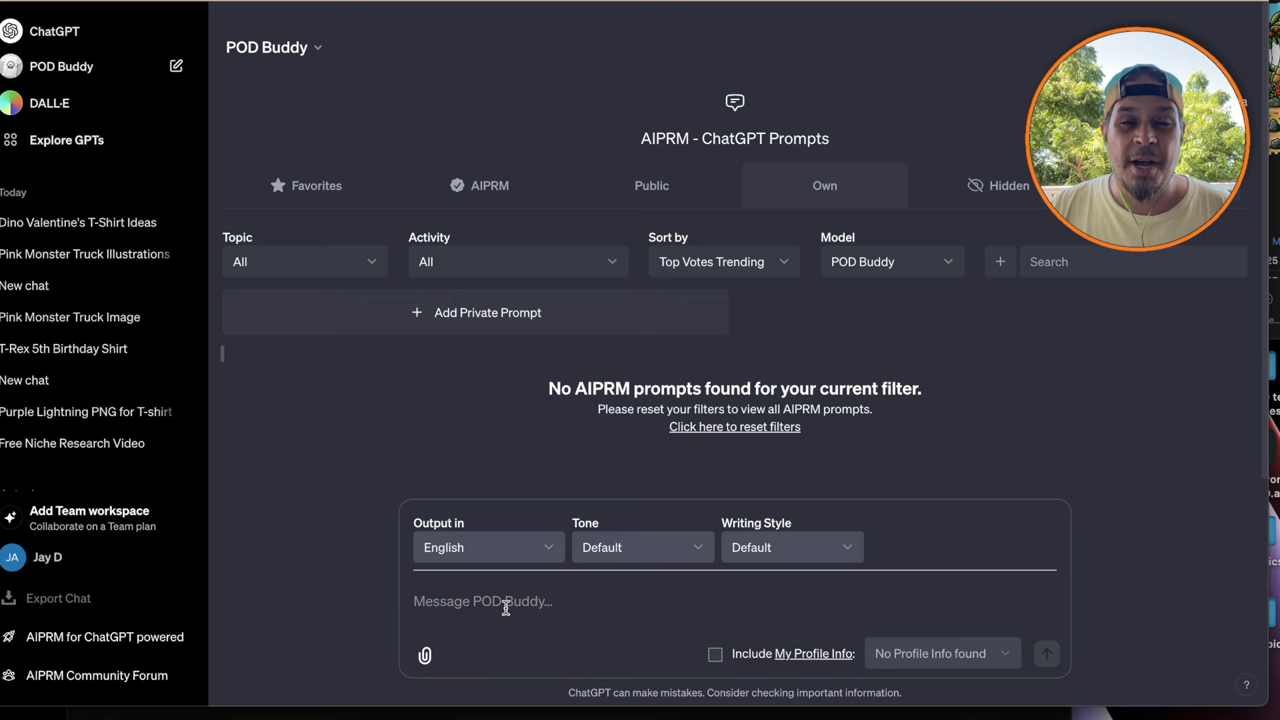 ChatGPT
POD Buddy
DALL·E
Explore GPTs
Today
Dino Valentine's T-Shirt Ideas
Pink Monster Truck Illustrations
New chat
Pink Monster Truck Image
T-Rex 5th Birthday Shirt
New chat
Purple Lightning PNG for T-shirt
Free Niche Research Video
Add Team workspace
Collaborate on a Team plan
JA
Jay D
Export Chat
AIPRM for ChatGPT powered
AIPRM Community Forum
POD Buddy
AIPRM - ChatGPT Prompts
Favorites
AIPRM
Public
Own
Hidden
Topic
Activity
Sort by
Model
All
All
Top Votes Trending
POD Buddy
+
Search
+ Add Private Prompt
No AIPRM prompts found for your current filter.
Please reset your filters to view all AIPRM prompts.
Click here to reset filters
Output in
Tone
Writing Style
English
Default
Default
Message POD Buddy...
Include My Profile Info:
No Profile Info found
ChatGPT can make mistakes. Consider checking important information.
?